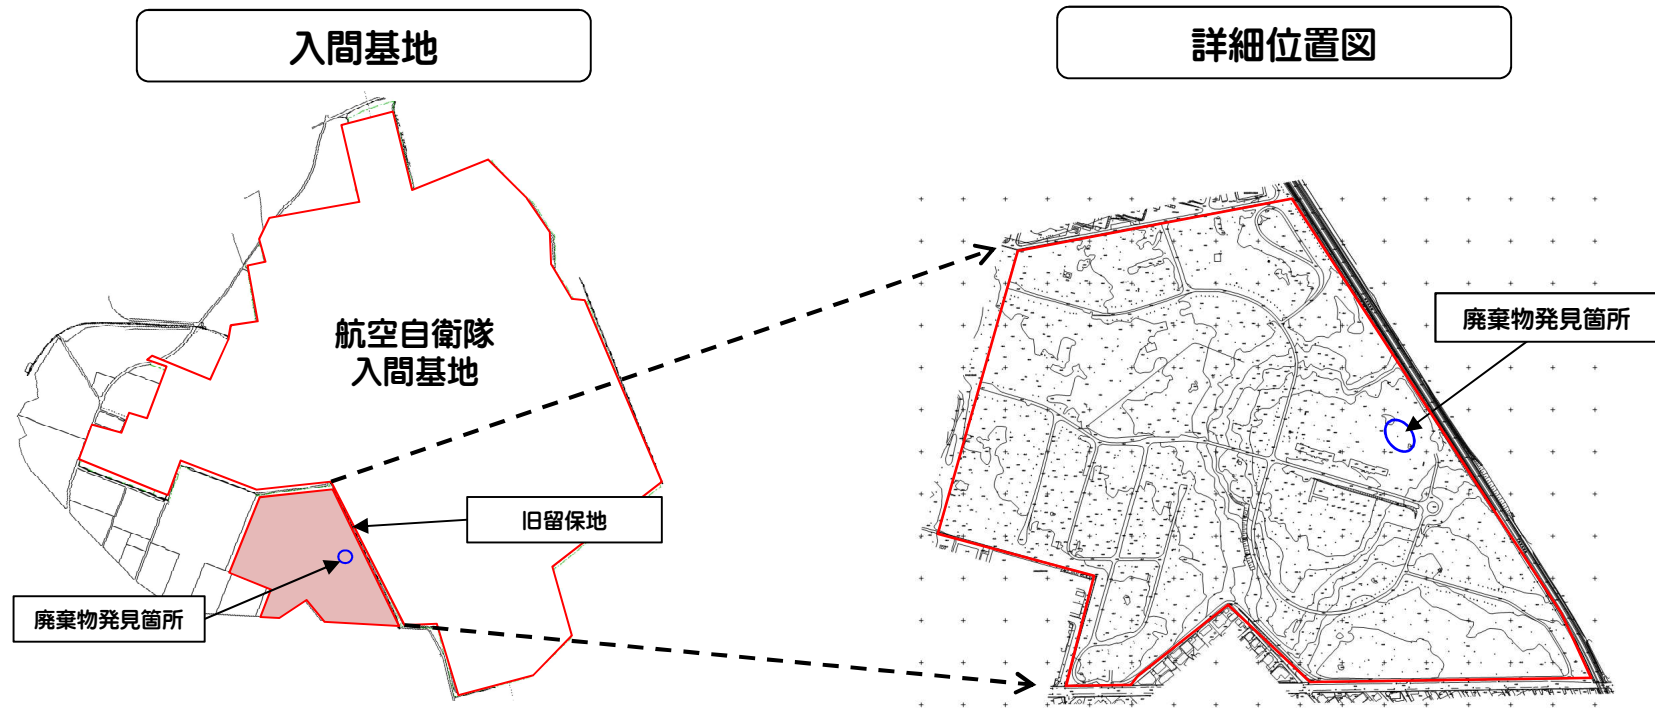 入間基地
詳細位置図
航空自衛隊
入間基地
旧留保地
廃棄物発見箇所
廃棄物発見箇所